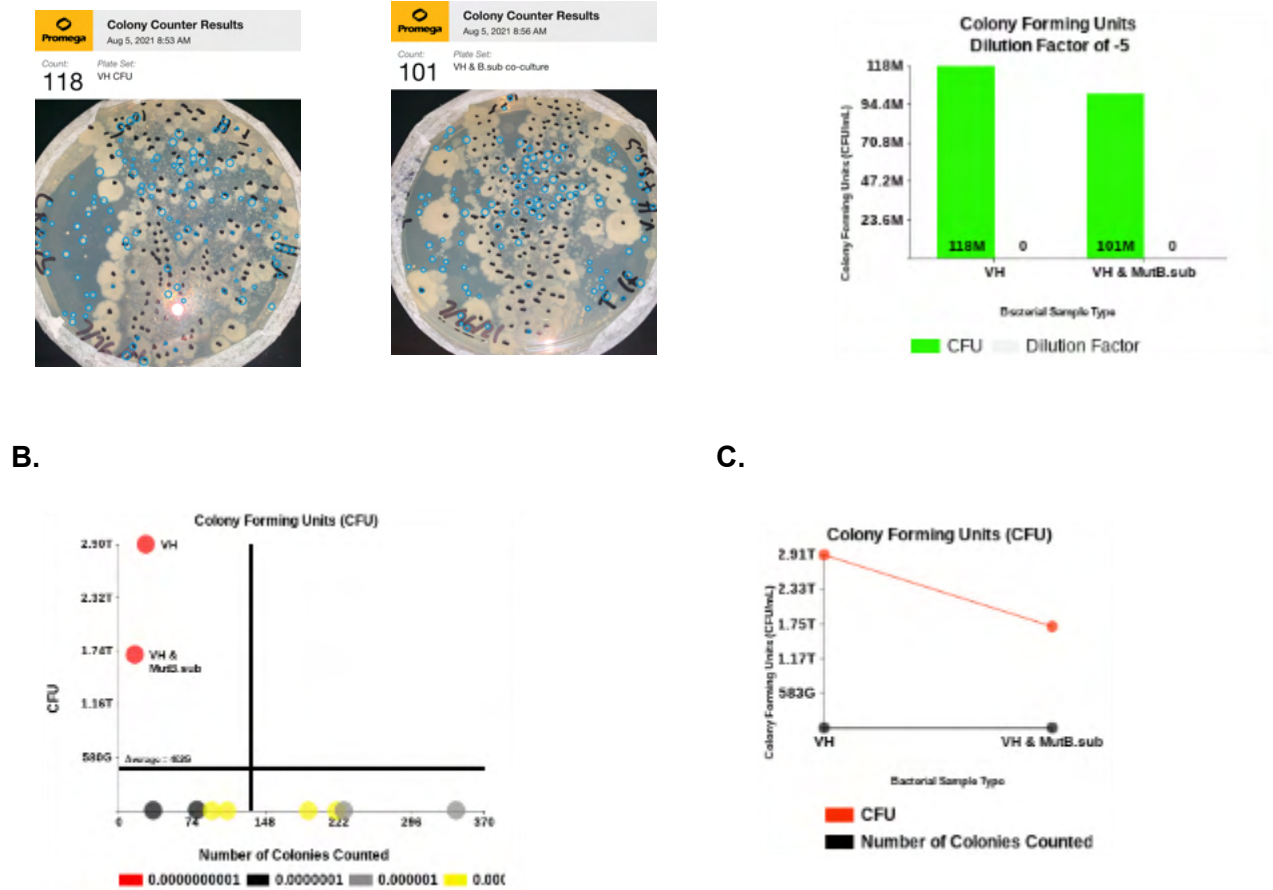 Promega
Colony Counter Results
Aug 5, 2021 8:53 AM
Count:
118
Plate Set:
VH CFU
Promega
Colony Counter Results
Aug 5, 2021 8:56 AM
Count:
101
Plate Set:
VH & B.sub co-culture
Colony Forming Units
Dilution Factor of -5
Colony Forming Units (CFU/mL)
118M
94.4M
70.8M
47.2M
23.6M
118M
0
101M
0
VH
VH & MutB.sub
Bacterial Sample Type
CFU
Dilution Factor
B.
Colony Forming Units (CFU)
CFU
2.90T
2.32T
1.74T
1.16T
580G
VH
VH &
MutB.sub
Average :
0
74
148
222
296
370
Number of Colonies Counted
0.0000000001
0.0000001
0.000001
0.00(
C.
Colony Forming Units (CFU)
Colony Forming Units (CFU/mL)
2.91T
2.33T
1.75T
1.17T
583G
VH
VH & MutB.sub
Bacterial Sample Type
CFU
Number of Colonies Counted